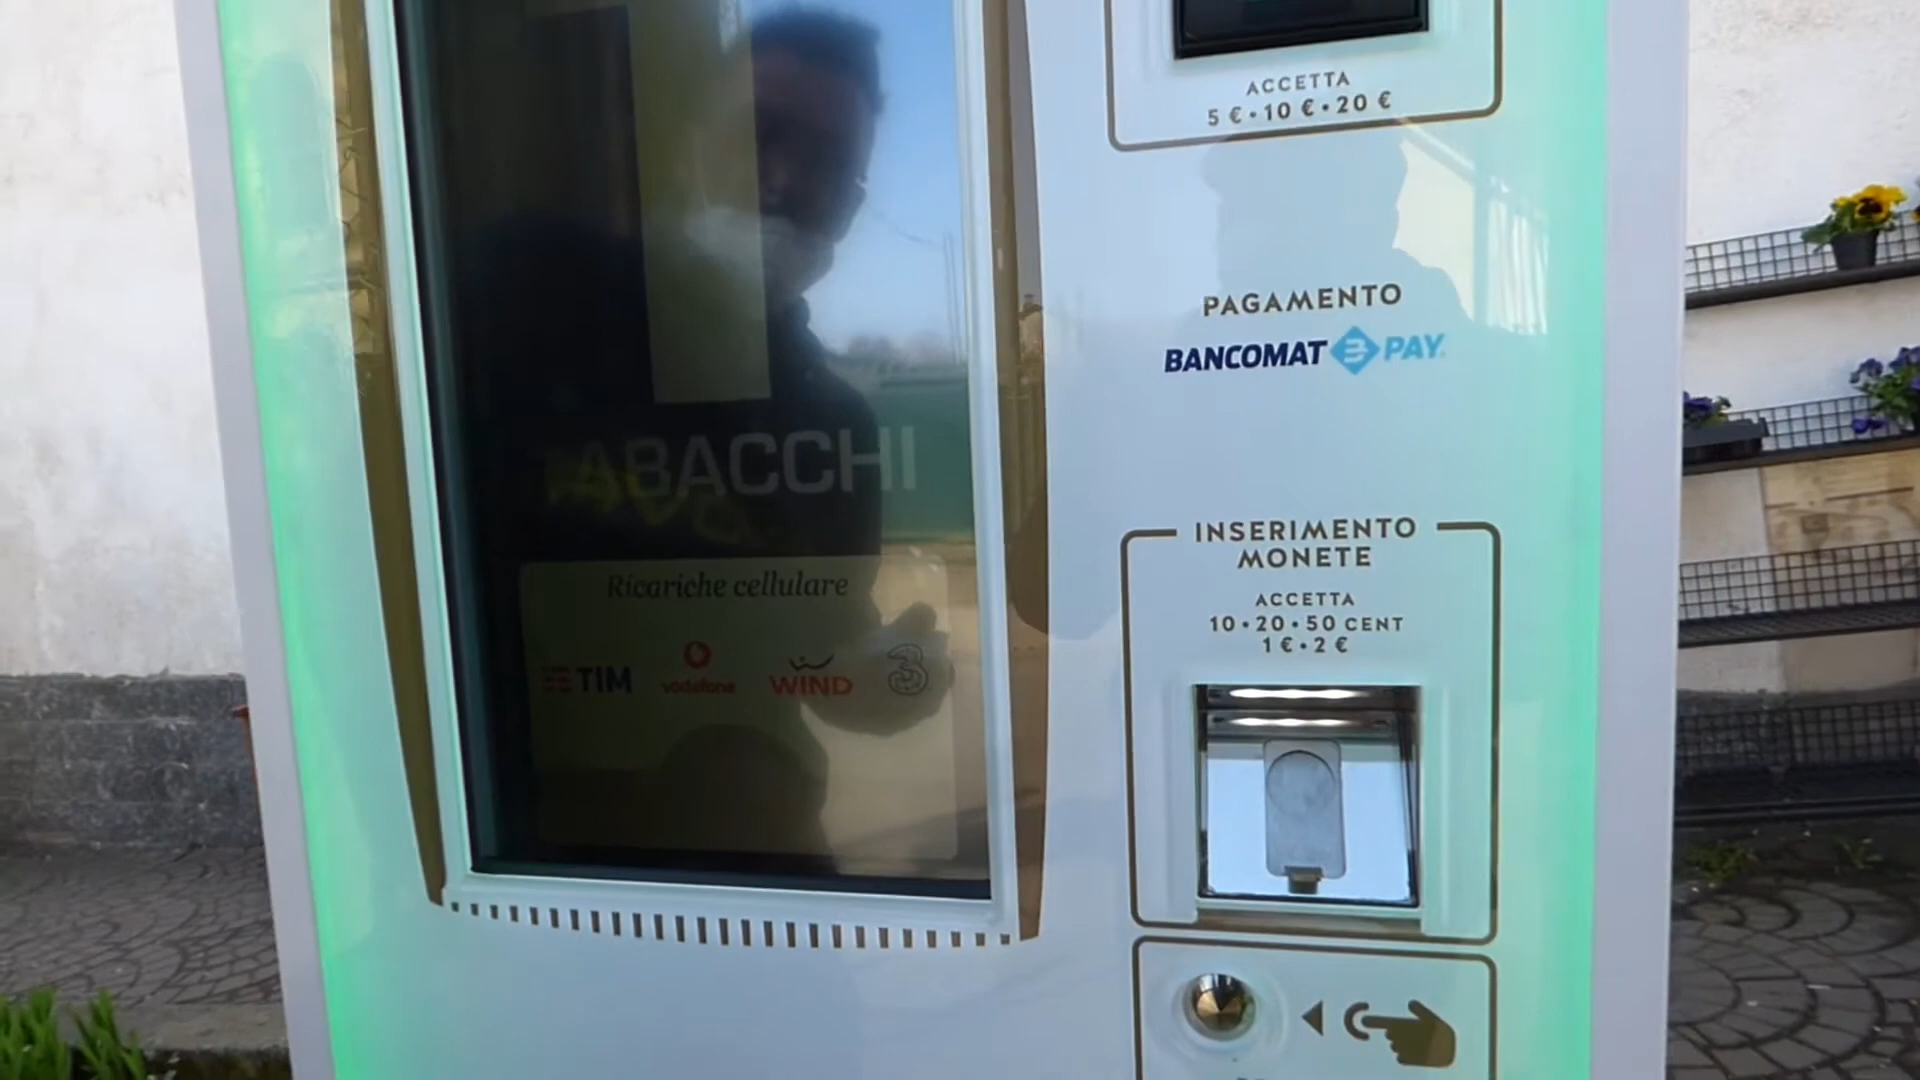 ACCETTA
5 € • 10 € • 20 €
PAGAMENTO
BANCOMAT PAY
TABACCHI
INSERIMENTO
MONETE
ACCETTA
10 • 20 • 50 CENT
1 € • 2 €
Ricariche cellulare
TIM
vodafone
WIND
3